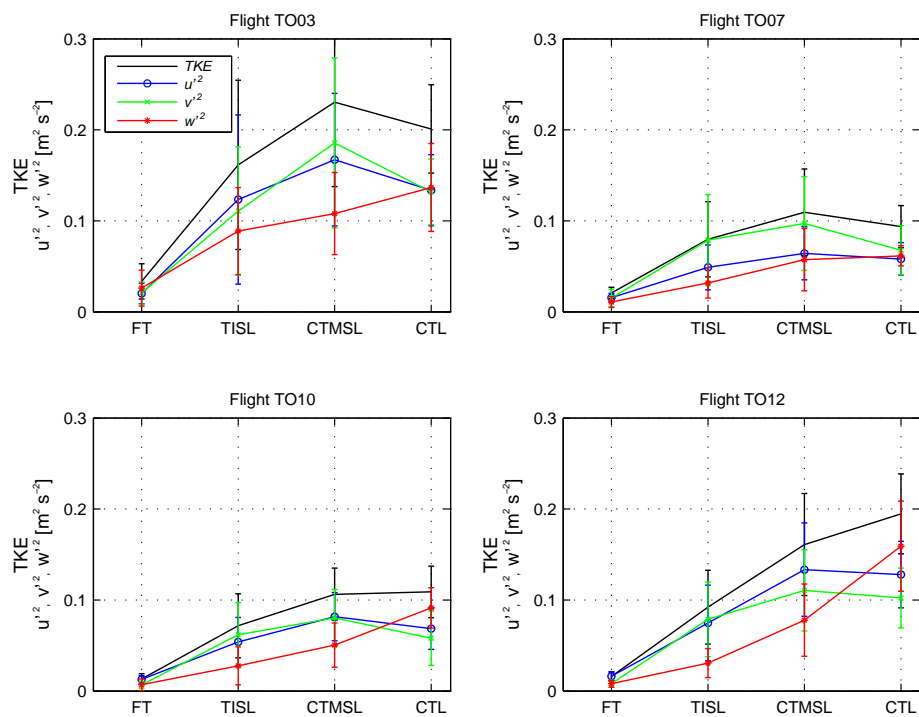 Flight TO03
0.3
0.2
0.1
0
TKE
u'², v'², w'² [m² s⁻²]
TKE
u'²
v'²
w'²
FT TISL CTMSL CTL
Flight TO07
0.3
0.2
0.1
0
TKE
u'², v'², w'² [m² s⁻²]
FT TISL CTMSL CTL
Flight TO10
0.3
0.2
0.1
0
TKE
u'², v'², w'² [m² s⁻²]
FT TISL CTMSL CTL
Flight TO12
0.3
0.2
0.1
0
TKE
u'², v'², w'² [m² s⁻²]
FT TISL CTMSL CTL